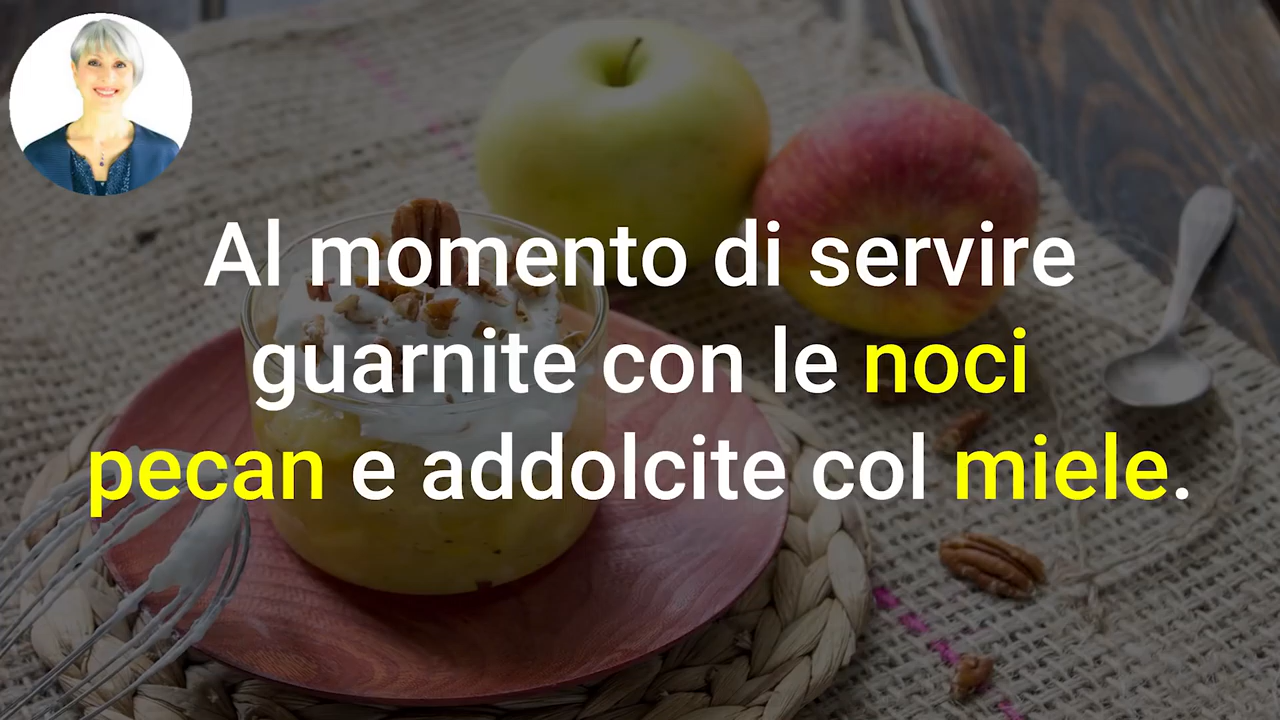 Al momento di servire
guarnite con le noci
pecan e addolcite col miele.